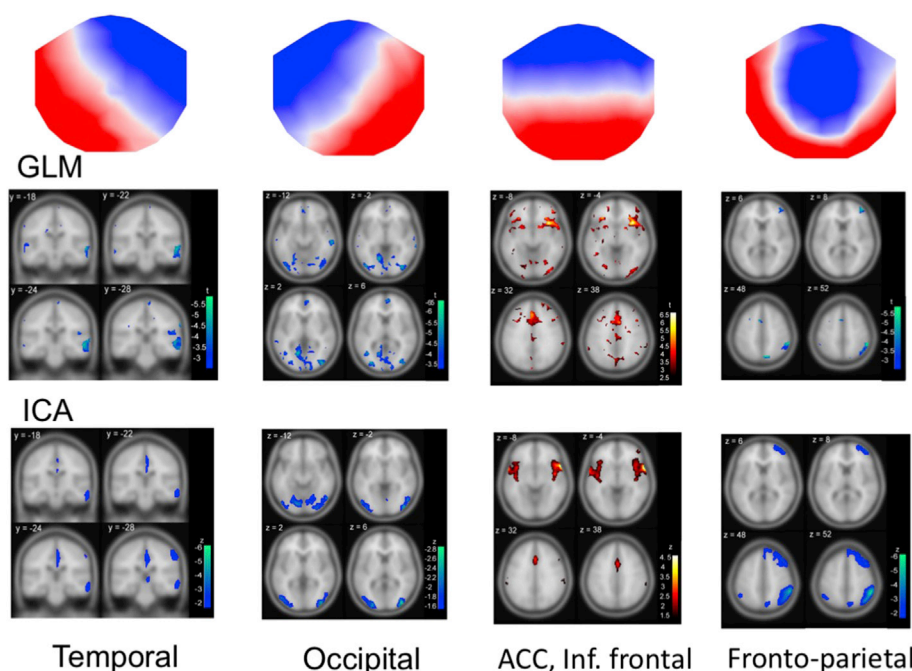 GLM
y = -18 y = -22 z = -12 z = -2 z = -8 z = -4 z = 6 z = 8
y = -24 y = -28 z = 2 z = 6 z = 32 z = 38 z = 48 z = 52
t -5.5 -5 -4.5 -4 -3.5 -3
t -65 -5.5 -5 -4.5 -4 -3.5
t 6.5 6 5.5 5 4.5 4 3.5 3 2.5
t -5.5 -5 -4.5 -4 -3.5 -3
ICA
y = -18 y = -22 z = -12 z = -2 z = -8 z = -4 z = 6 z = 8
y = -24 y = -28 z = 2 z = 6 z = 32 z = 38 z = 48 z = 52
z -6 -5 -4 -3 -2
z -2.8 -2.6 -2.4 -2.2 -2 -1.8 -1.6
z 4.5 4 3.5 3 2.5 2 1.5
z -6 -5 -4 -3 -2
Temporal Occipital ACC, Inf. frontal Fronto-parietal